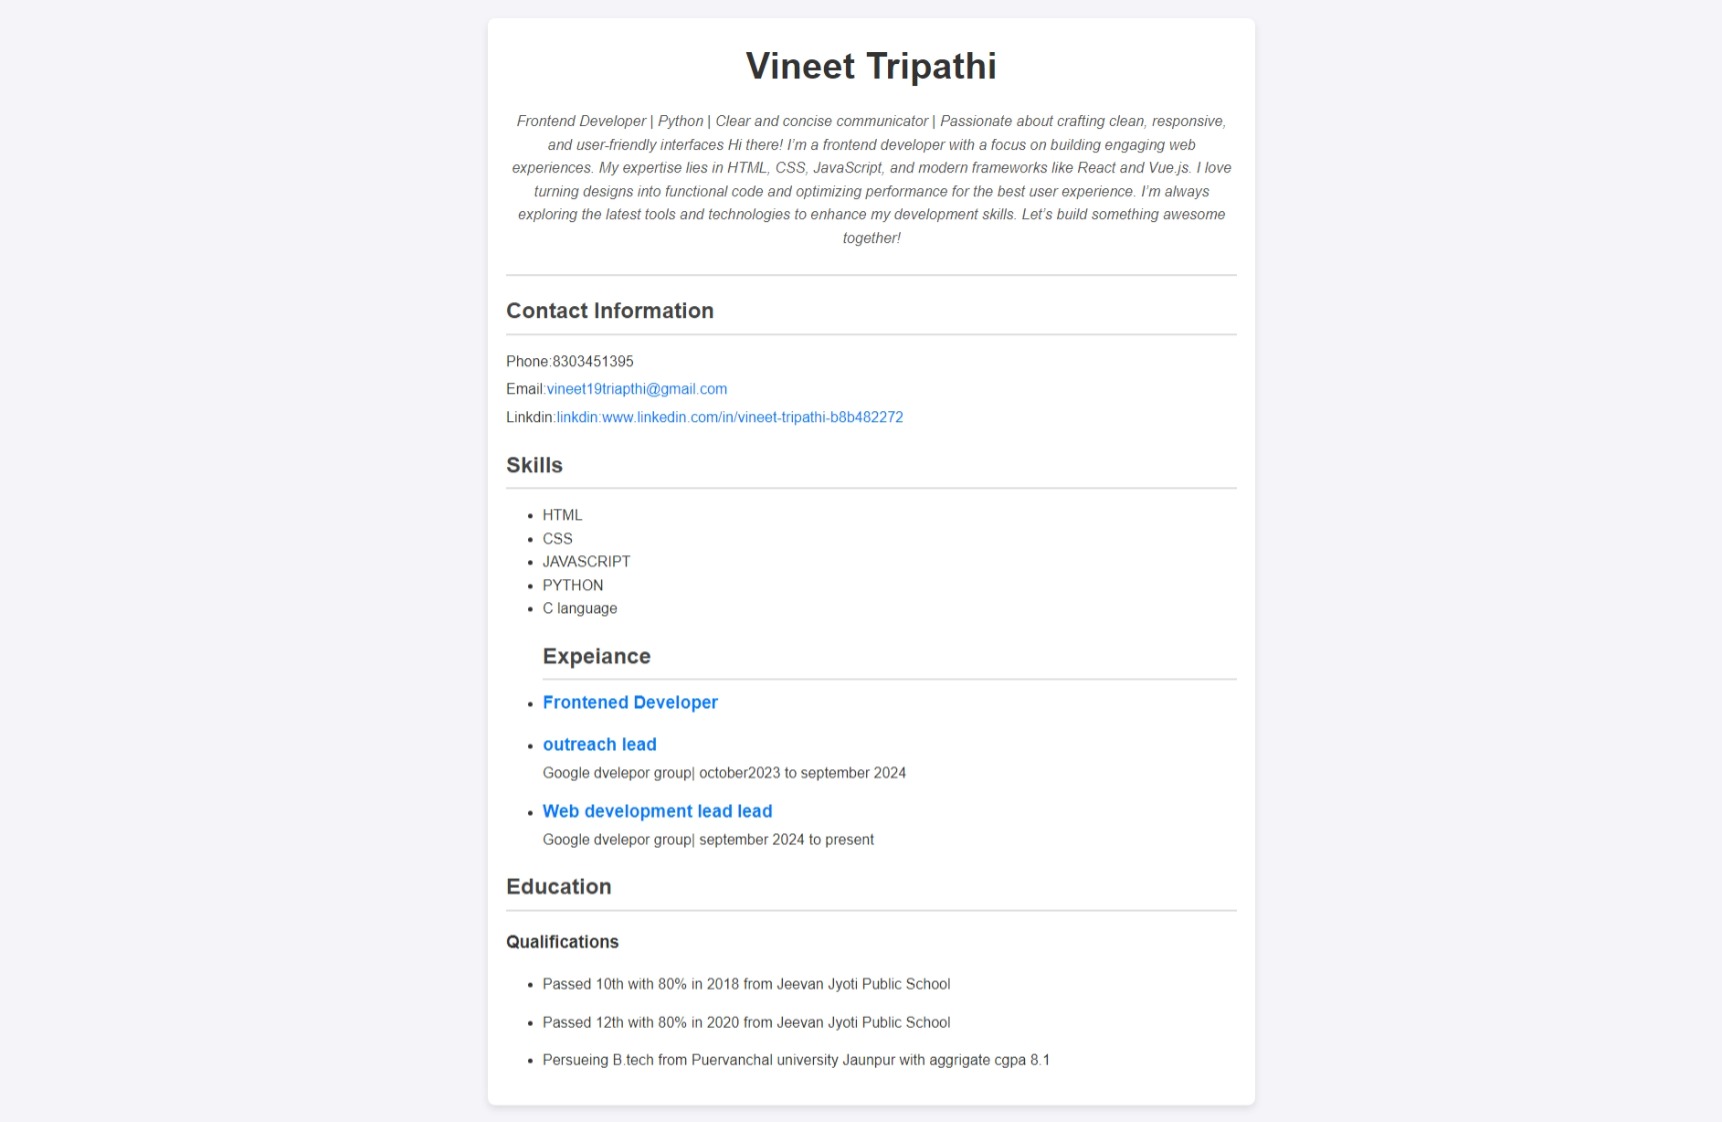 Vineet Tripathi
Frontend Developer | Python | Clear and concise communicator | Passionate about crafting clean, responsive,
and user-friendly interfaces Hi there! I'm a frontend developer with a focus on building engaging web
experiences. My expertise lies in HTML, CSS, JavaScript, and modern frameworks like React and Vue.js. I love
turning designs into functional code and optimizing performance for the best user experience. I'm always
exploring the latest tools and technologies to enhance my development skills. Let's build something awesome
together!
Contact Information
Phone:8303451395
Email:vineet19triapthi@gmail.com
Linkdin:linkdin:www.linkedin.com/in/vineet-tripathi-b8b482272
Skills
• HTML
• CSS
• JAVASCRIPT
• PYTHON
• C language
Expeiance
• Frontened Developer
• outreach lead
Google dvelepor group| october2023 to september 2024
• Web development lead lead
Google dvelepor group| september 2024 to present
Education
Qualifications
• Passed 10th with 80% in 2018 from Jeevan Jyoti Public School
• Passed 12th with 80% in 2020 from Jeevan Jyoti Public School
• Persueing B.tech from Puervanchal university Jaunpur with aggrigate cgpa 8.1